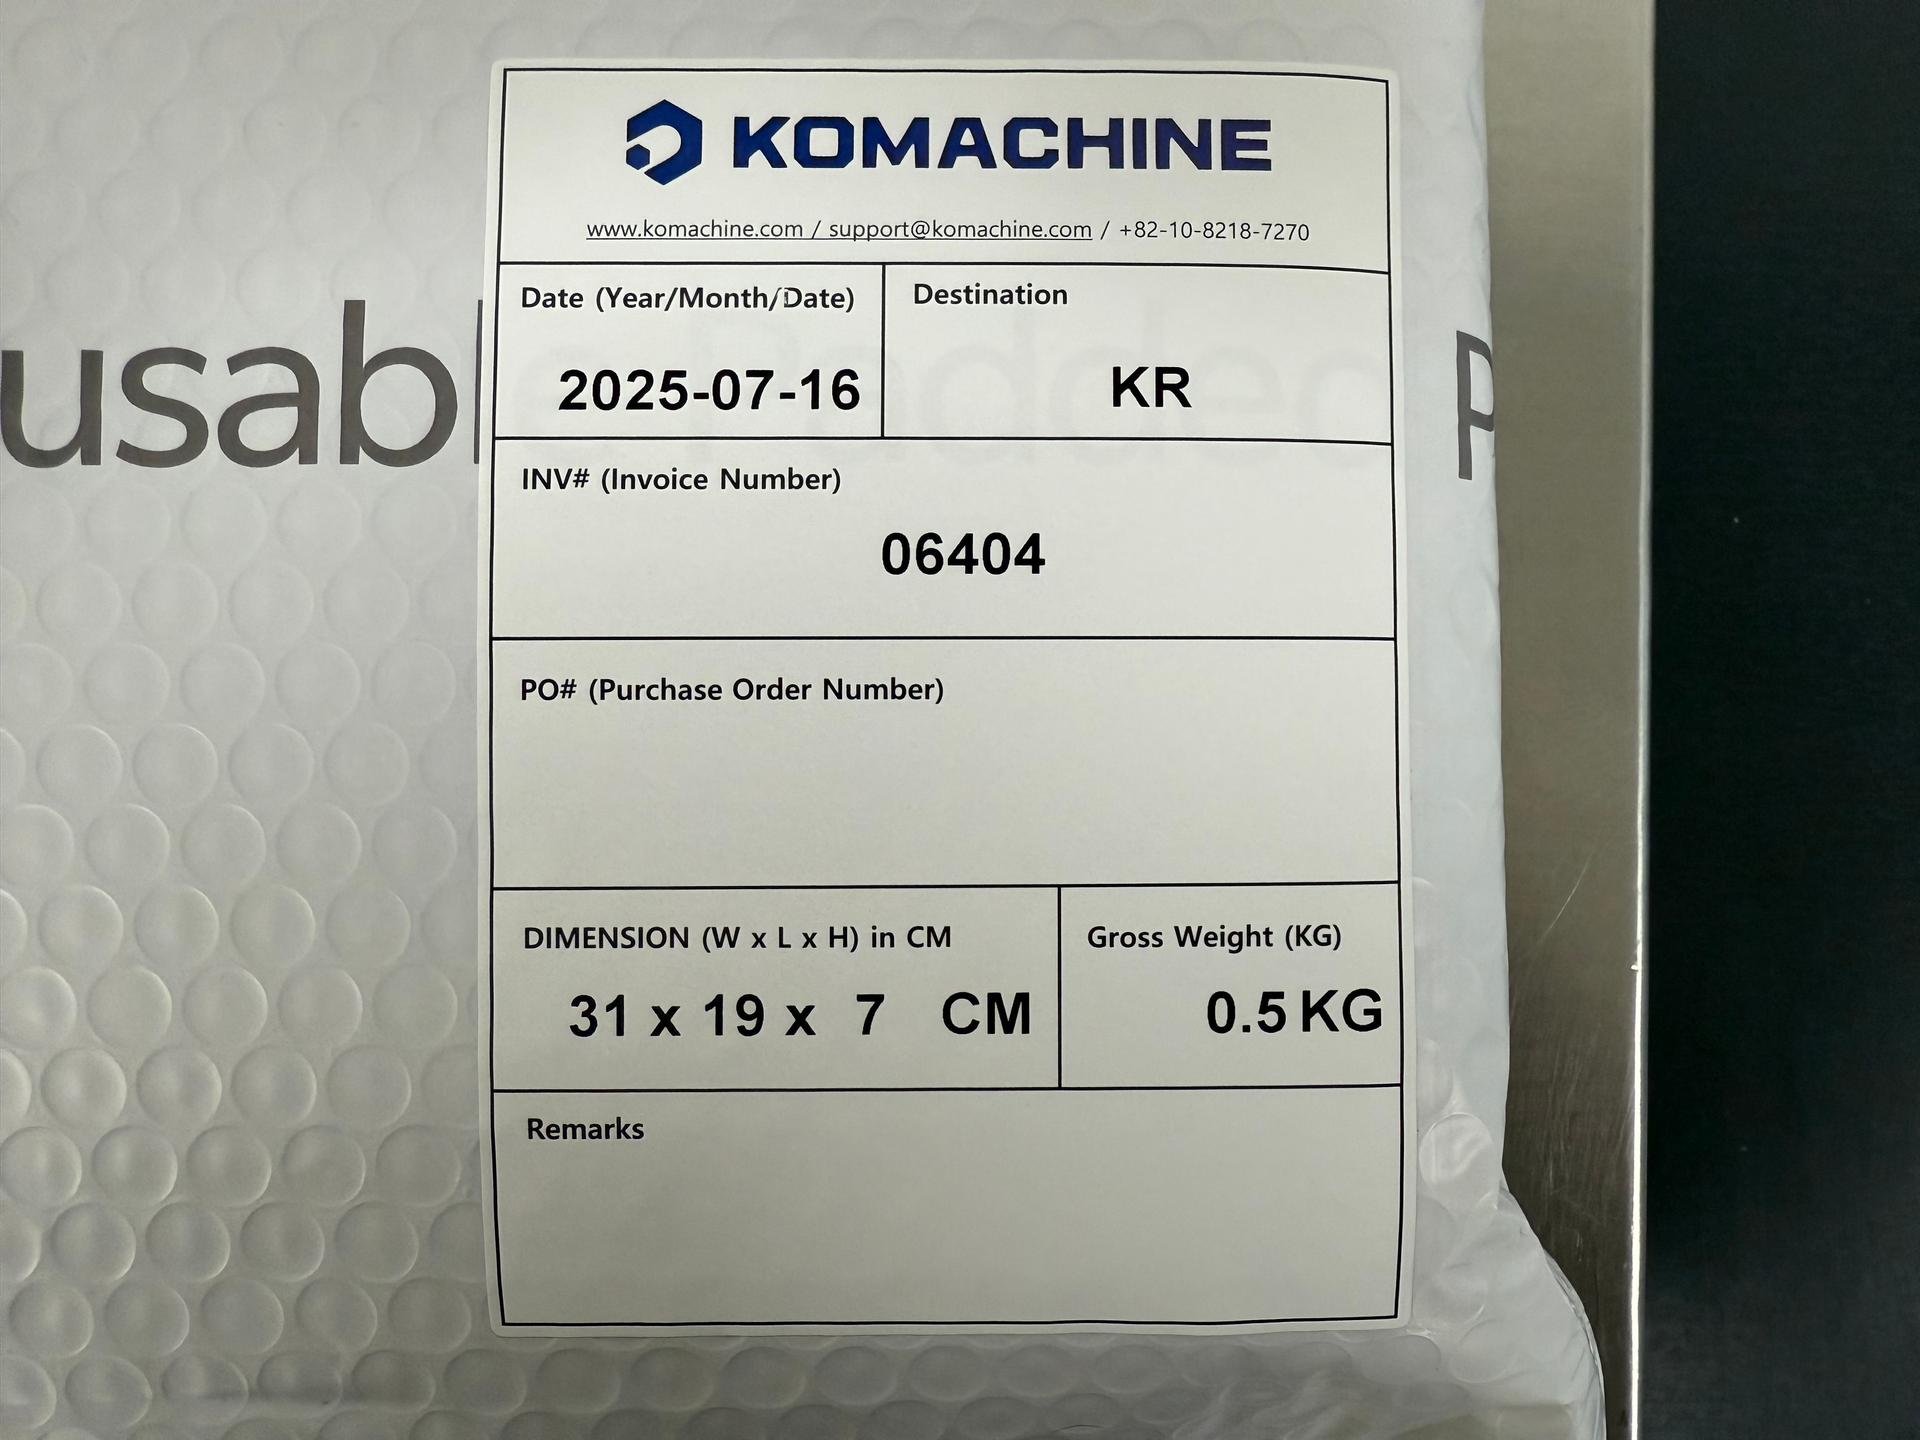 KOMACHINE
www.komachine.com / support@komachine.com / +82-10-8218-7270
Date (Year/Month/Date)
Destination
2025-07-16
KR
usabl
P
INV# (Invoice Number)
06404
PO# (Purchase Order Number)
DIMENSION (W x L x H) in CM
Gross Weight (KG)
31 x 19 x 7 CM
0.5 KG
Remarks